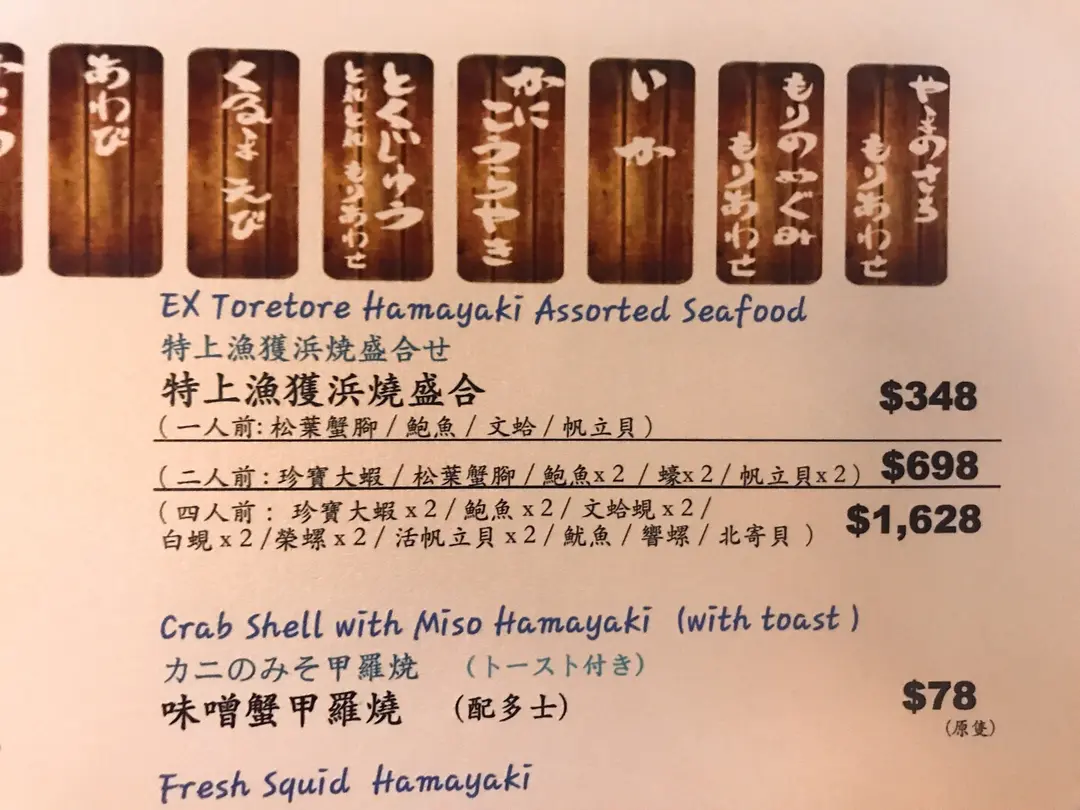 あわび
くるまえび
とくじゅう
とれとれ もりあわせ
かに
こうらやき
いか
もりのめぐみ
もりあわせ
やまのさち
もりあわせ
EX Toretore Hamayaki Assorted Seafood
特上漁獲浜焼盛合せ
特上漁獲浜燒盛合
$348
(一人前: 松葉蟹腳 / 鮑魚 / 文蛤 / 帆立貝)
(二人前 : 珍寶大蝦 / 松葉蟹腳 / 鮑魚x2 / 蠔x2 / 帆立貝x2) $698
(四人前 : 珍寶大蝦 x 2 / 鮑魚 x 2 / 文蛤蜆 x 2 /
白蜆 x 2 / 榮螺 x 2 / 活帆立貝 x 2 / 魷魚 / 響螺 / 北寄貝 ) $1,628
Crab Shell with Miso Hamayaki (with toast )
カニのみそ甲羅焼 (トースト付き)
味噌蟹甲羅燒 (配多士)
$78
(原隻)
Fresh Squid Hamayaki